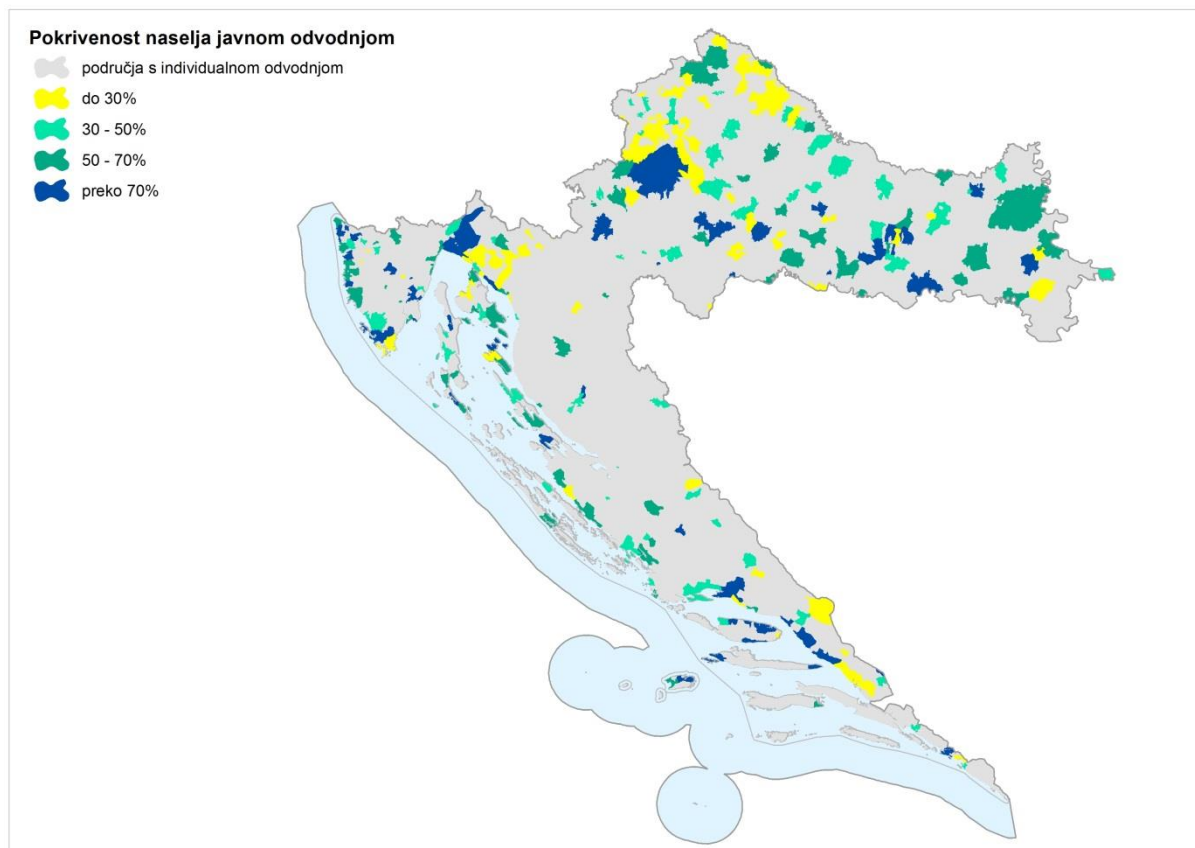 Pokrivenost naselja javnom odvodnjom
područja s individualnom odvodnjom
do 30%
30 - 50%
50 - 70%
preko 70%